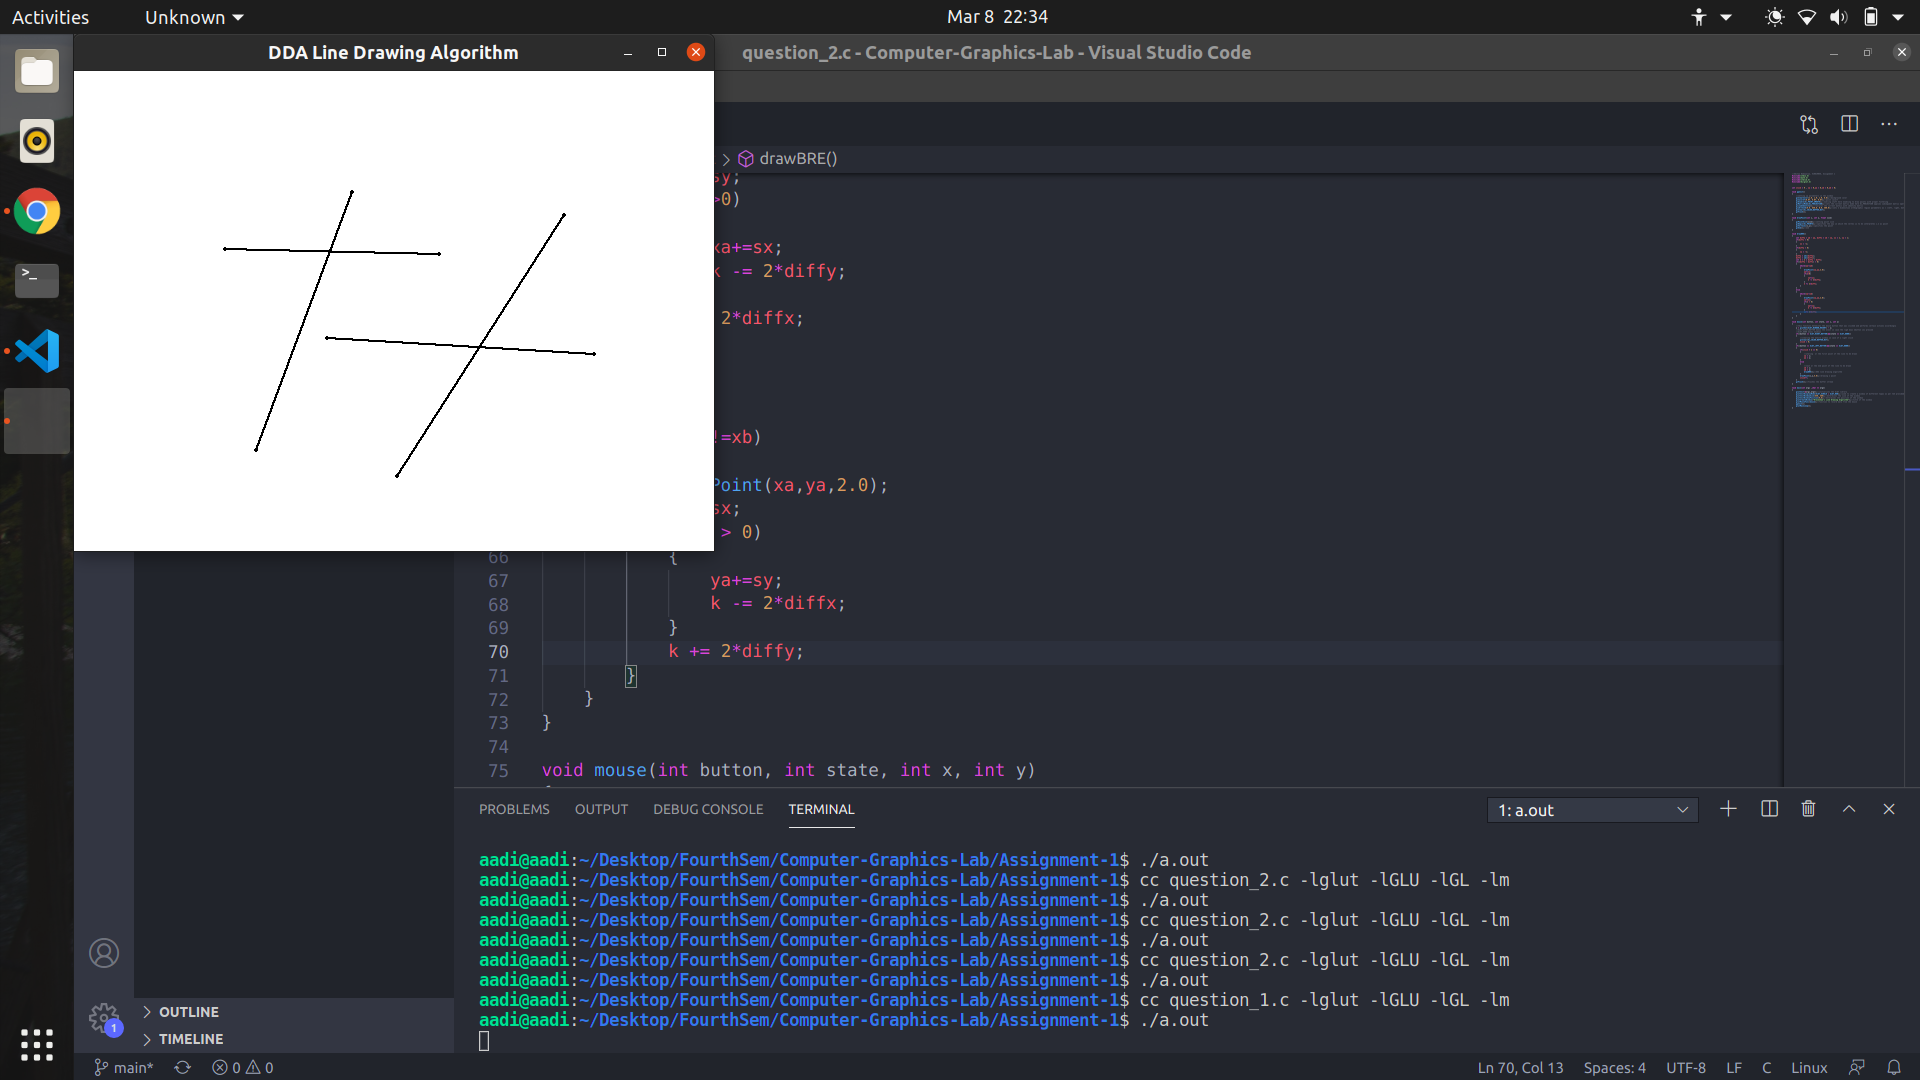 Activities Unknown Mar 8 22:34
DDA Line Drawing Algorithm
question_2.c - Computer-Graphics-Lab - Visual Studio Code
drawBRE()
sy;
>0)
xa+=sx;
k -= 2*diffy;
2*diffx;
!=xb)
Point(xa,ya,2.0);
sx;
> 0)
66 {
67 ya+=sy;
68 k -= 2*diffx;
69 }
70 k += 2*diffy;
71 }
72 }
73 }
74
75 void mouse(int button, int state, int x, int y)
PROBLEMS OUTPUT DEBUG CONSOLE TERMINAL 1: a.out
aadi@aadi:~/Desktop/FourthSem/Computer-Graphics-Lab/Assignment-1$ ./a.out
aadi@aadi:~/Desktop/FourthSem/Computer-Graphics-Lab/Assignment-1$ cc question_2.c -lglut -lGLU -lGL -lm
aadi@aadi:~/Desktop/FourthSem/Computer-Graphics-Lab/Assignment-1$ ./a.out
aadi@aadi:~/Desktop/FourthSem/Computer-Graphics-Lab/Assignment-1$ cc question_2.c -lglut -lGLU -lGL -lm
aadi@aadi:~/Desktop/FourthSem/Computer-Graphics-Lab/Assignment-1$ ./a.out
aadi@aadi:~/Desktop/FourthSem/Computer-Graphics-Lab/Assignment-1$ cc question_2.c -lglut -lGLU -lGL -lm
aadi@aadi:~/Desktop/FourthSem/Computer-Graphics-Lab/Assignment-1$ ./a.out
aadi@aadi:~/Desktop/FourthSem/Computer-Graphics-Lab/Assignment-1$ cc question_1.c -lglut -lGLU -lGL -lm
aadi@aadi:~/Desktop/FourthSem/Computer-Graphics-Lab/Assignment-1$ ./a.out
1
OUTLINE
TIMELINE
main* 0 0 Ln 70, Col 13 Spaces: 4 UTF-8 LF C Linux